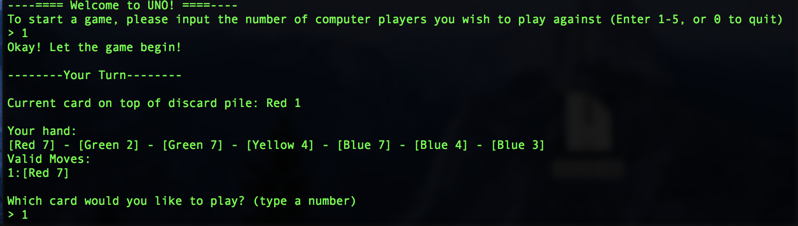 ----==== Welcome to UNO! ====----
To start a game, please input the number of computer players you wish to play against (Enter 1-5, or 0 to quit)
> 1
Okay! Let the game begin!
--------Your Turn--------
Current card on top of discard pile: Red 1
Your hand:
[Red 7] - [Green 2] - [Green 7] - [Yellow 4] - [Blue 7] - [Blue 4] - [Blue 3]
Valid Moves:
1:[Red 7]
Which card would you like to play? (type a number)
> 1